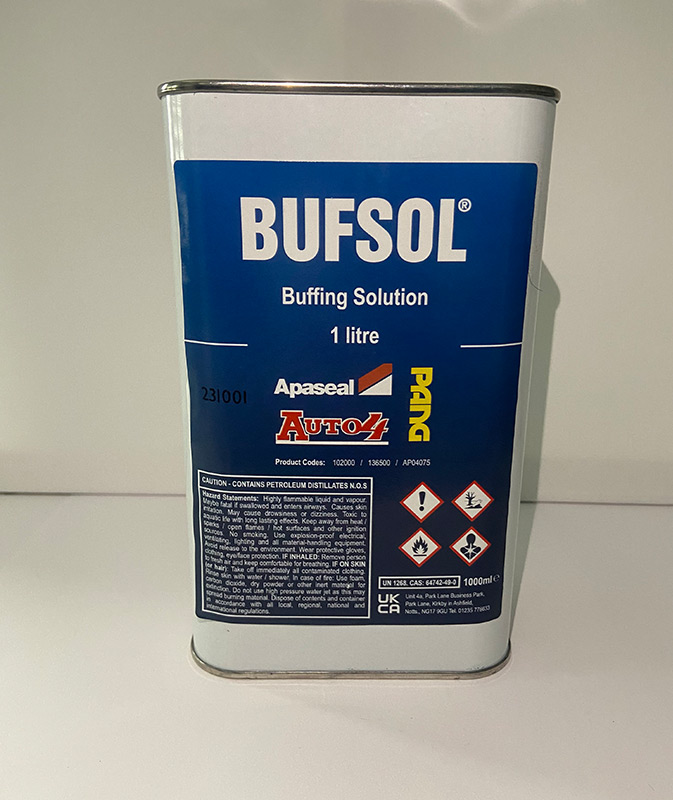 BUFSOL®
Buffing Solution
1 litre
231001
Apaseal
AUTO4
PANG
Product Codes: 102000 / 136500 / AP04075
CAUTION - CONTAINS PETROLEUM DISTILLATES N.O.S
Hazard Statements: Highly flammable liquid and vapour.
Maybe fatal if swallowed and enters airways. Causes skin
irritation. May cause drowsiness or dizziness. Toxic to
aquatic life with long lasting effects. Keep away from heat /
sparks / open flames / hot surfaces and other ignition
sources. No smoking. Use explosion-proof electrical,
ventilating, lighting and all material-handling equipment.
Avoid release to the environment. Wear protective gloves,
clothing, eye/face protection. IF INHALED: Remove person
to fresh air and keep comfortable for breathing. IF ON SKIN
(or hair): Take off immediately all contaminated clothing.
Rinse skin with water / shower. In case of fire: Use foam,
carbon dioxide, dry powder or other inert material for
extinction. Do not use high pressure water jet as this may
spread burning material. Dispose of contents and container
in accordance with all local, regional, national and
international regulations.
UN 1268, CAS: 64742-49-0
1000ml e
UK
CA
Unit 4a, Park Lane Business Park,
Park Lane, Kirkby in Ashfield,
Notts., NG17 9GU Tel. 01235